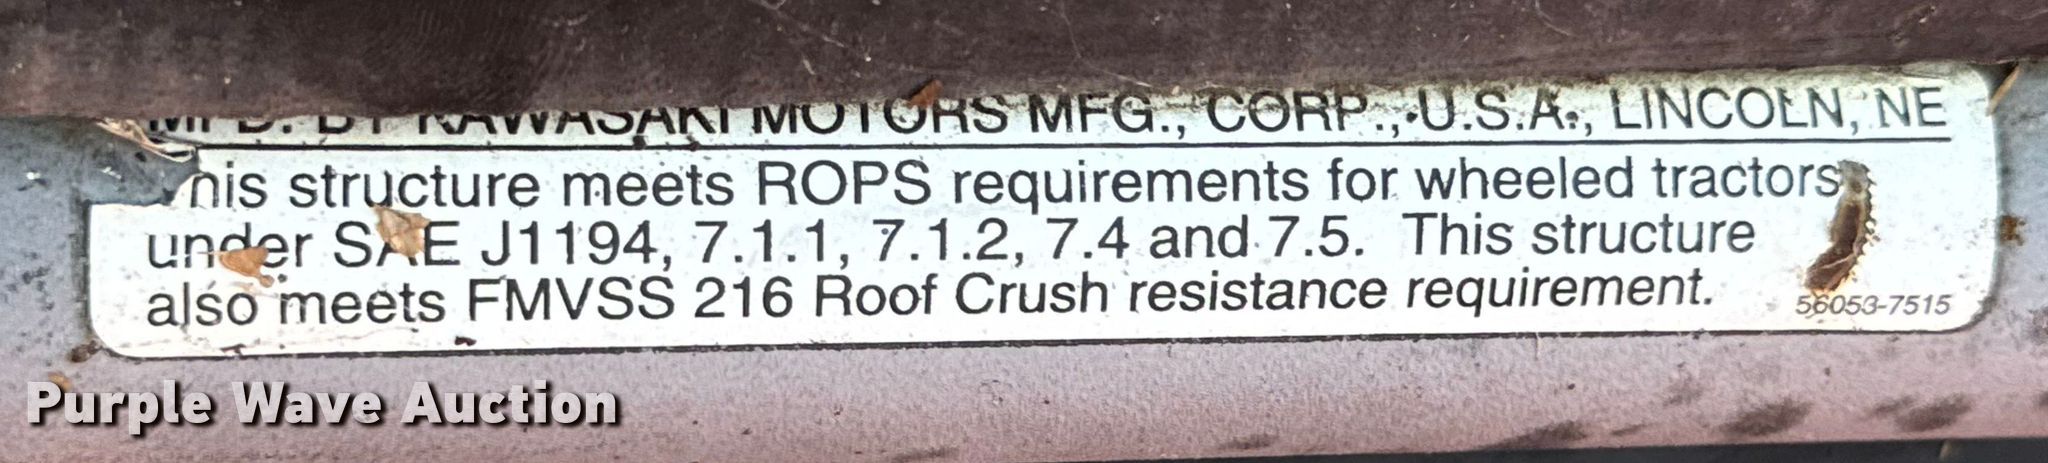 MFD. BY KAWASAKI MOTORS MFG., CORP., U.S.A., LINCOLN, NE
This structure meets ROPS requirements for wheeled tractors
under SAE J1194, 7.1.1, 7.1.2, 7.4 and 7.5. This structure
also meets FMVSS 216 Roof Crush resistance requirement.
56053-7515
Purple Wave Auction